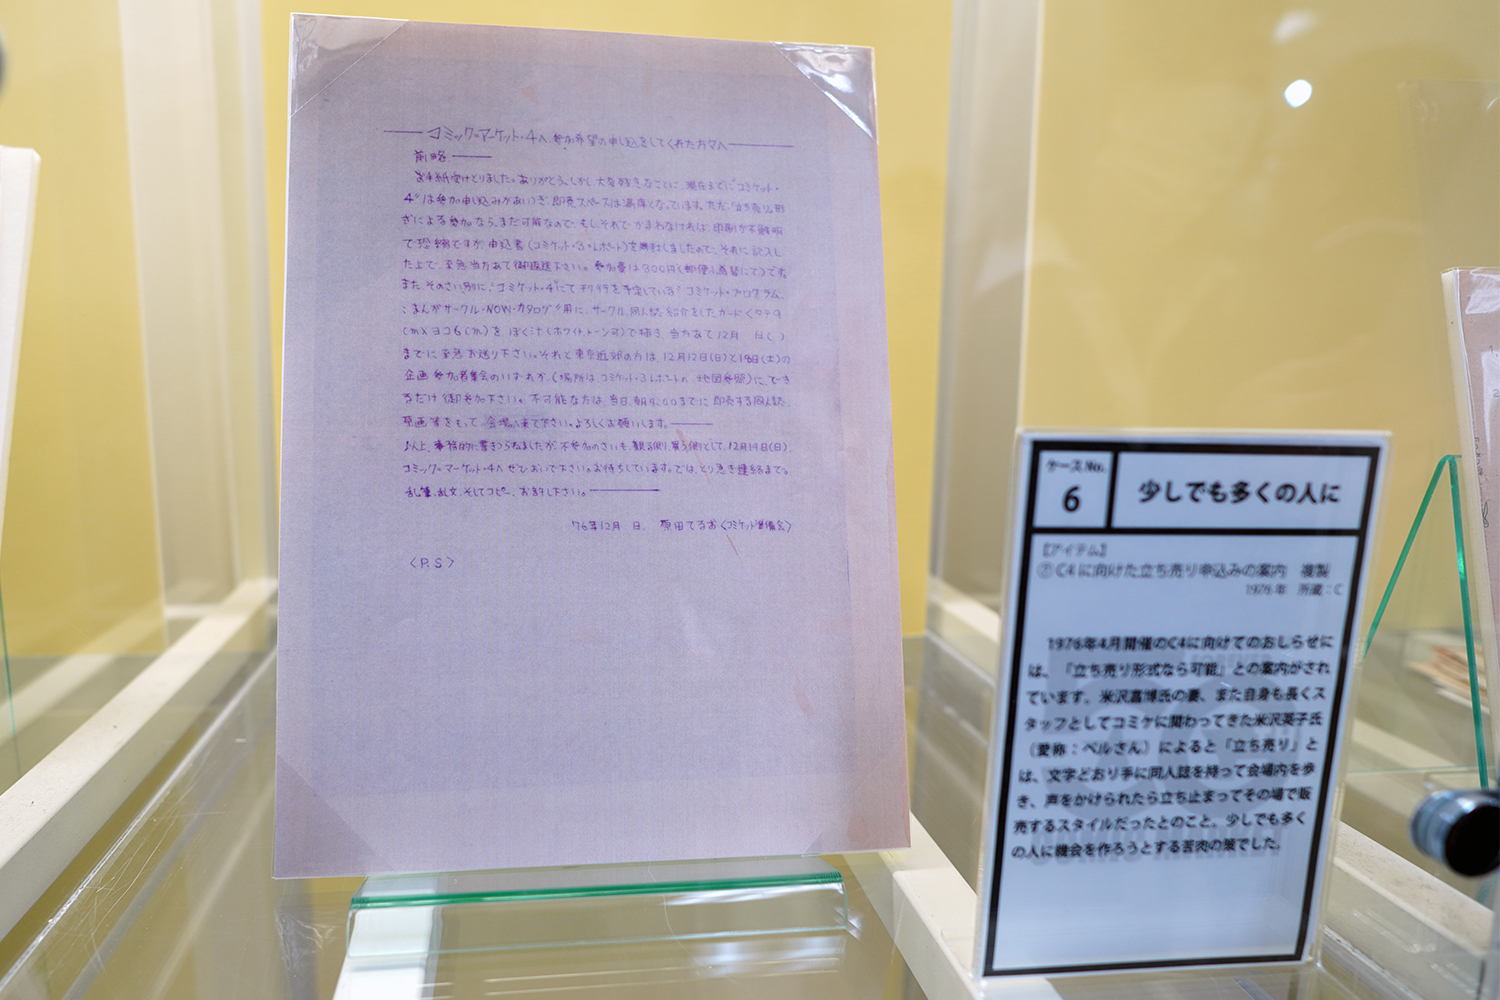 コミック=マーケット・4へ、参加希望の申し込をしてくれた方々へ
前略
お手紙受けとりました。ありがとう。しかし大変残念なことに、現在までに"コミケット・
4"は参加申し込みがあいつぎ、即売スペースは満席となっています。ただ、「立ち売り」形
式による参加なら、まだ可能なので、もし、それでかまわなければ、印刷が不鮮明
で恐縮ですが、申込書(コミケット・3・レポート)を同封しましたので、それに記入し
た上で、至急当方あて御返送下さい。参加費は300円(郵便小為替にて)です。
また、そのさい別に、"コミケット・4"にて刊行を予定している"コミケット・プログラム、
:まんがサークル・NOW・カタログ"用に、サークル、同人誌紹介をしたカード<タテ9
cm×ヨコ6cm>をぼく汁(ホワイト、トーン可)で描き、当方あて12月 日( )
までに至急お送り下さい。それと東京近郊の方は、12月12日(日)と18日(土)の
企画参加者集会のいずれか、(場所は、コミケット・3レポートの地図参照)に、でき
るだけ御参加下さい。不可能な方は、当日、朝9:00までに即売する同人誌、
原画等をもって、会場へ来て下さい。よろしくお願いします。
以上、事務的に書きつらねましたが、不参加のさいも、観る側、買う側として、12月19日(日)、
コミック=マーケット・4へぜひおいで下さい。お待ちしています。では、とり急ぎ連絡まで。
乱筆、乱文、そしてコピー、お許し下さい。
76年12月 日、 原田てるお<コミケット準備会>
<P.S>
ケースNo.
6
少しでも多くの人に
【アイテム】
② C4に向けた立ち売り申込みの案内 複製
1976年 所蔵:C
1976年4月開催のC4に向けてのおしらせに
は、「立ち売り形式なら可能」との案内がされ
ています。米沢嘉博氏の妻、また自身も長くス
タッフとしてコミケに関わってきた米沢英子氏
(愛称:ベルさん)によると「立ち売り」と
は、文字どおり手に同人誌を持って会場内を歩
き、声をかけられたら立ち止まってその場で販
売するスタイルだったとのこと。少しでも多く
の人に機会を作ろうとする苦肉の策でした。